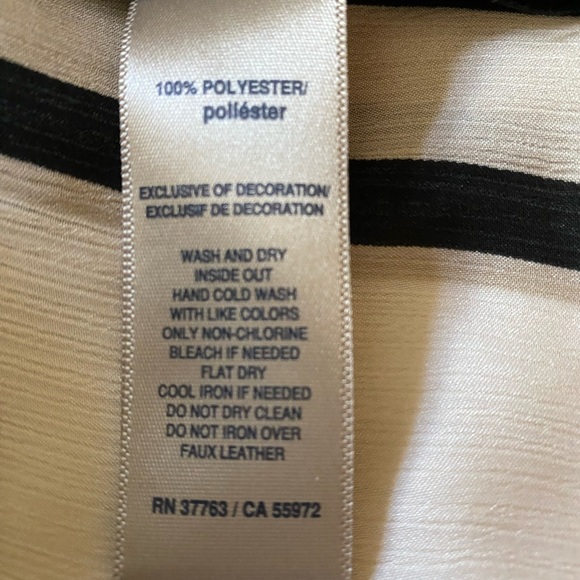 100% POLYESTER/
poliéster
EXCLUSIVE OF DECORATION/
EXCLUSIF DE DECORATION
WASH AND DRY
INSIDE OUT
HAND COLD WASH
WITH LIKE COLORS
ONLY NON-CHLORINE
BLEACH IF NEEDED
FLAT DRY
COOL IRON IF NEEDED
DO NOT DRY CLEAN
DO NOT IRON OVER
FAUX LEATHER
RN 37763 / CA 55972